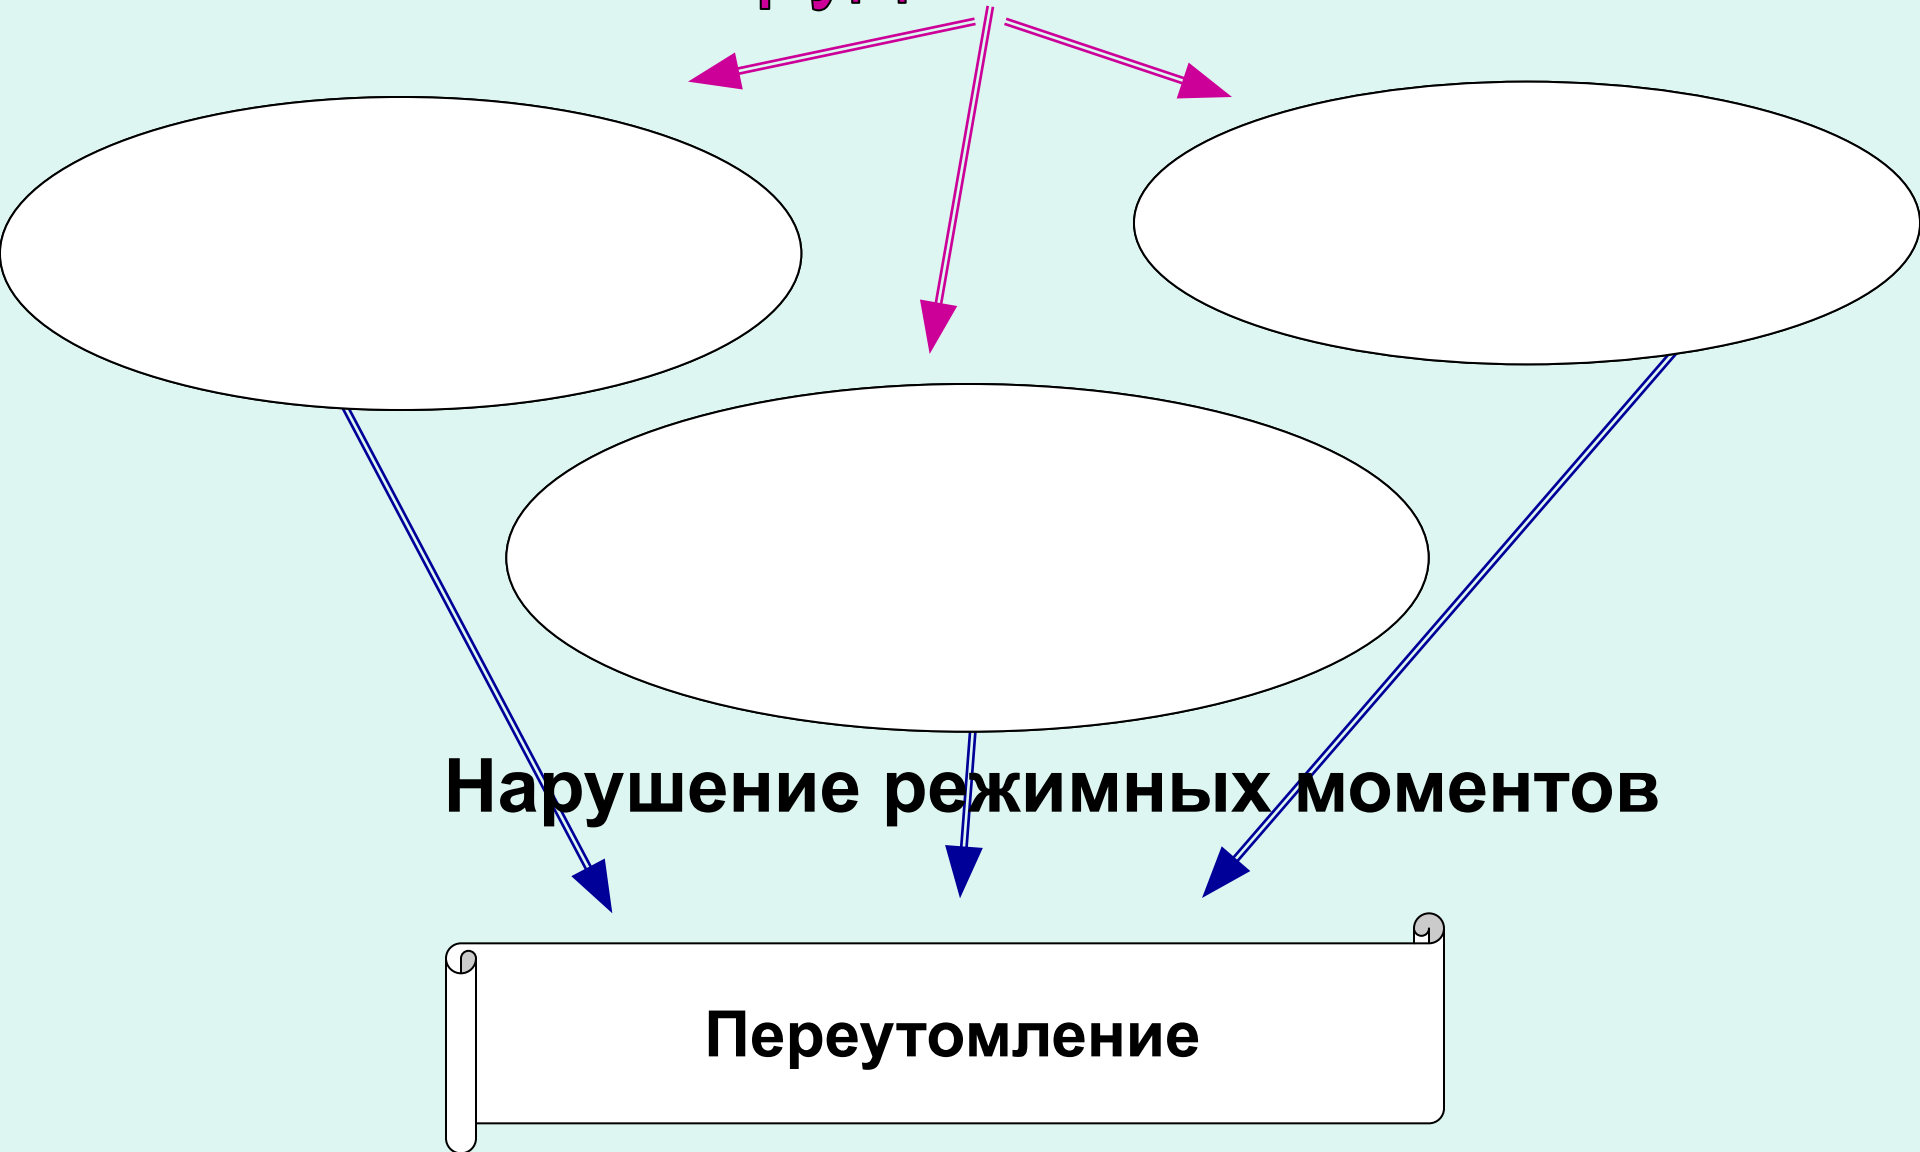 Нарушение режимных моментов
Переутомление